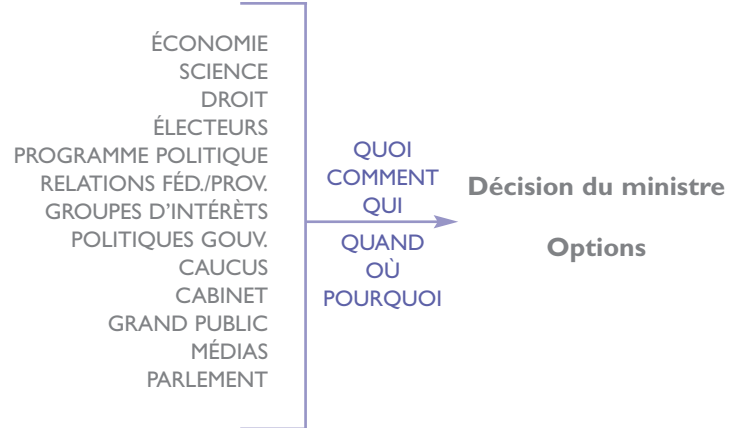 ÉCONOMIE
SCIENCE
DROIT
ÉLECTEURS
PROGRAMME POLITIQUE
RELATIONS FÉD./PROV.
GROUPES D'INTÉRÈTS
POLITIQUES GOUV.
CAUCUS
CABINET
GRAND PUBLIC
MÉDIAS
PARLEMENT
QUOI
COMMENT
QUI
QUAND
OÙ
POURQUOI
Décision du ministre
Options